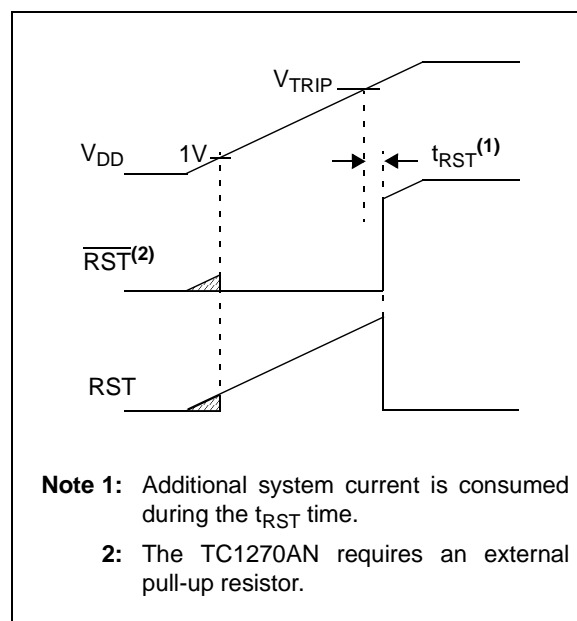 V_TRIP
V_DD
1V
t_RST(1)
RST(2)
RST
Note 1: Additional system current is consumed
during the t_RST time.
2: The TC1270AN requires an external
pull-up resistor.